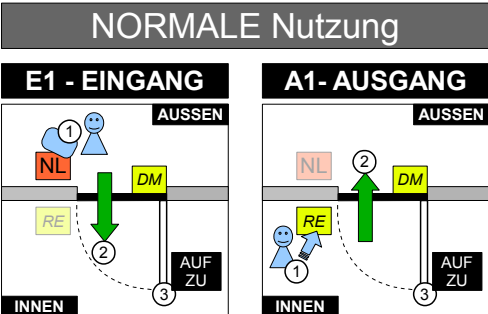 NORMALE Nutzung
E1 - EINGANG
AUSSEN
1
NL
DM
RE
2
AUF
ZU
3
INNEN
A1- AUSGANG
AUSSEN
2
NL
DM
RE
1
AUF
ZU
3
INNEN